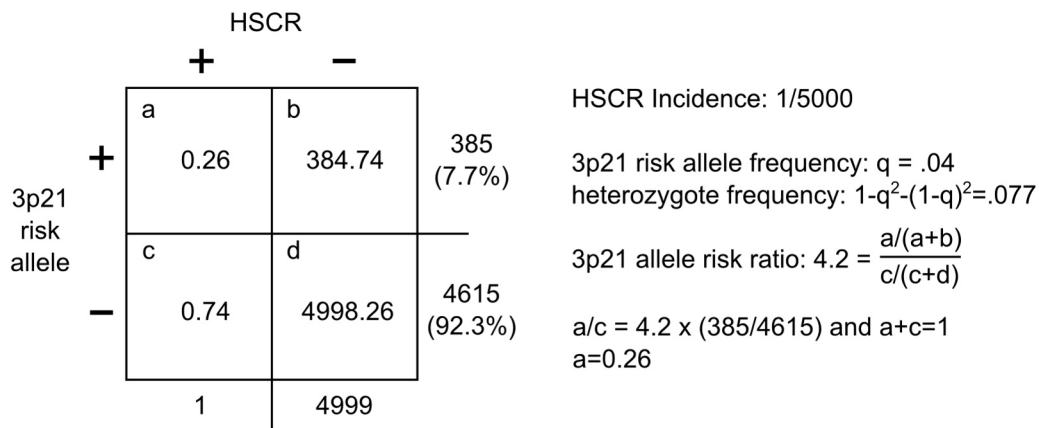 HSCR
+ −
a
b
0.26
384.74
385
(7.7%)
+
3p21
risk
allele
c
d
0.74
4998.26
4615
(92.3%)
−
1
4999
HSCR Incidence: 1/5000
3p21 risk allele frequency: q = .04
heterozygote frequency: 1-q²-(1-q)²=.077
3p21 allele risk ratio: 4.2 = a/(a+b)
c/(c+d)
a/c = 4.2 x (385/4615) and a+c=1
a=0.26